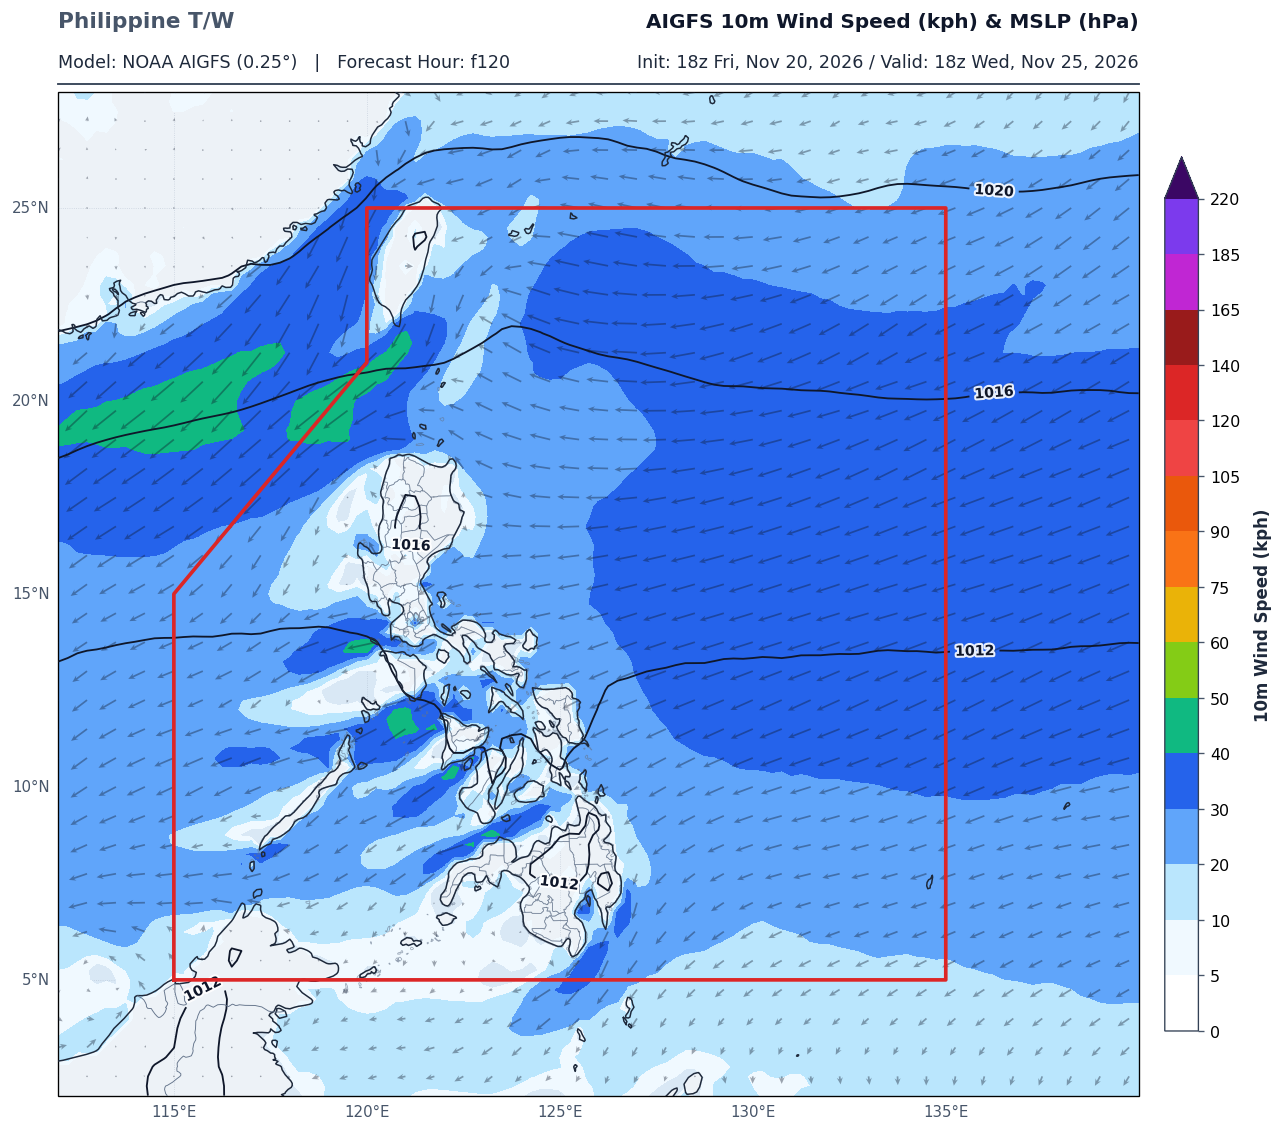 Philippine T/W
AIGFS 10m Wind Speed (kph) & MSLP (hPa)
Model: NOAA AIGFS (0.25°) | Forecast Hour: f120
Init: 18z Fri, Nov 20, 2026 / Valid: 18z Wed, Nov 25, 2026
25°N
20°N
15°N
10°N
5°N
115°E
120°E
125°E
130°E
135°E
1020
1016
1016
1012
1012
1012
220
185
165
140
120
105
90
75
60
50
40
30
20
10
5
0
10m Wind Speed (kph)